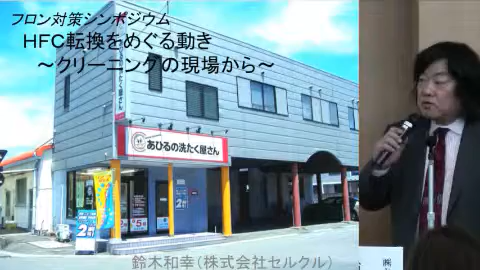 フロン対策シンポジウム
HFC転換をめぐる動き
～クリーニングの現場から～
あひるの洗たく屋さん
鈴木和幸(株式会社セルクル)